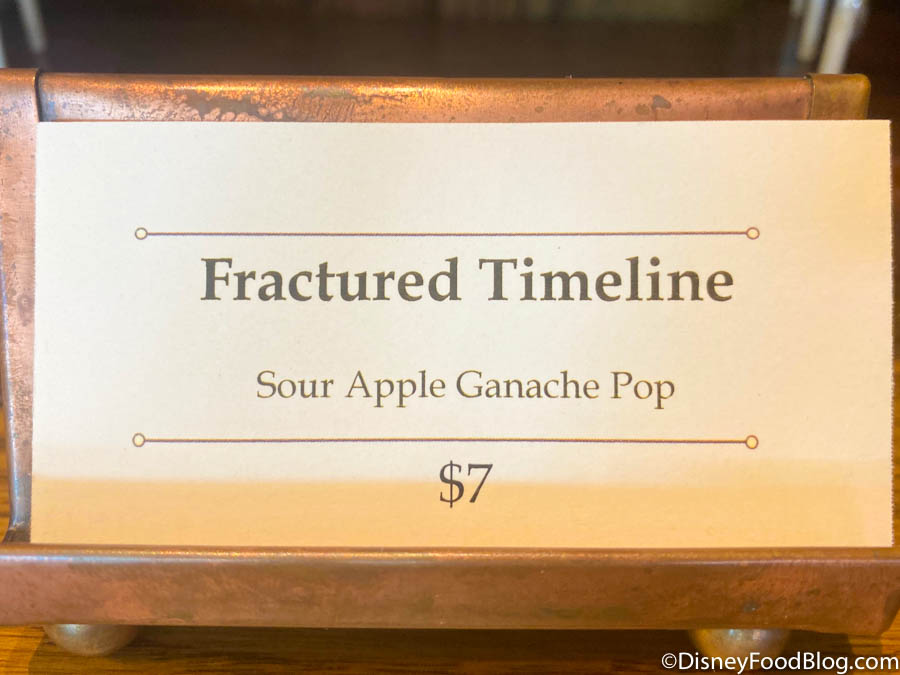 Fractured Timeline
Sour Apple Ganache Pop
$7
©DisneyFoodBlog.com